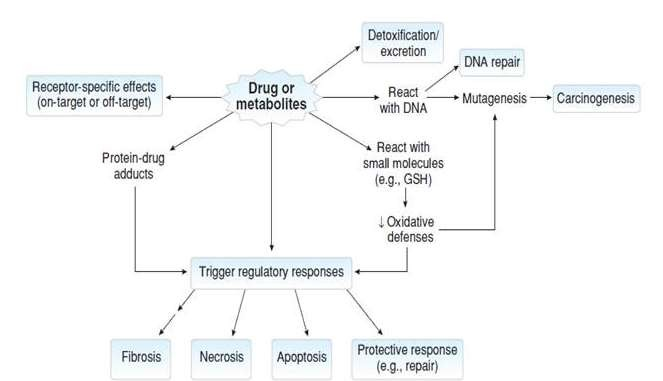 Detoxification/
excretion
DNA repair
Receptor-specific effects
(on-target or off-target)
Drug or
metabolites
React
with DNA
Mutagenesis
Carcinogenesis
Protein-drug
adducts
React with
small molecules
(e.g., GSH)
↓ Oxidative
defenses
Trigger regulatory responses
Fibrosis
Necrosis
Apoptosis
Protective response
(e.g., repair)